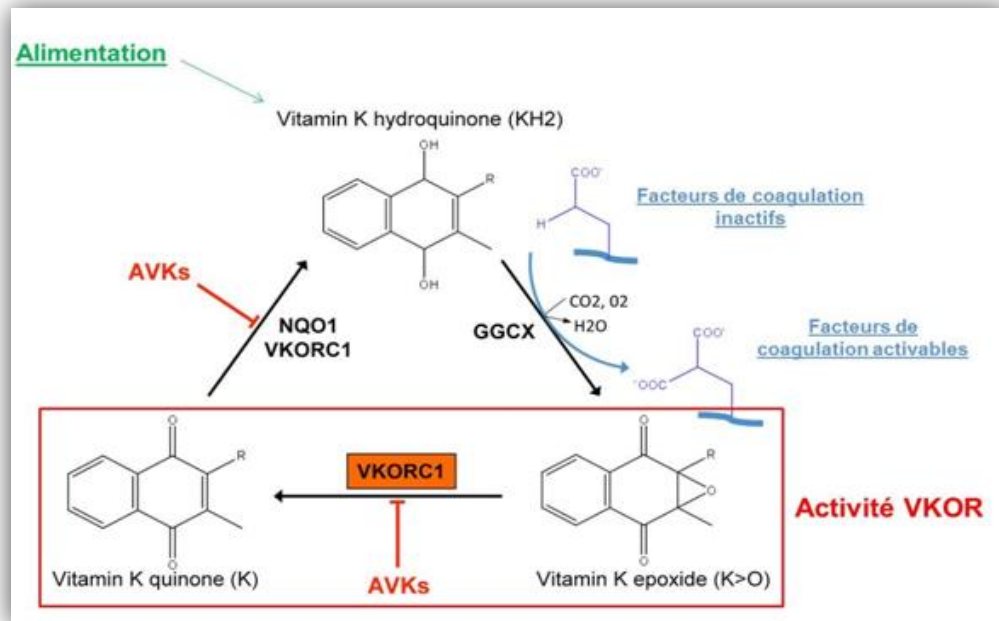 Alimentation
Vitamin K hydroquinone (KH2)
OH
R
OH
COO-
H
Facteurs de coagulation
inactifs
AVKs
NQO1
VKORC1
GGCX
CO2, 02
H2O
Facteurs de
coagulation activables
COO-
-OOC
O
R
O
Vitamin K quinone (K)
VKORC1
AVKs
O
R
O
O
Vitamin K epoxide (K>O)
Activité VKOR